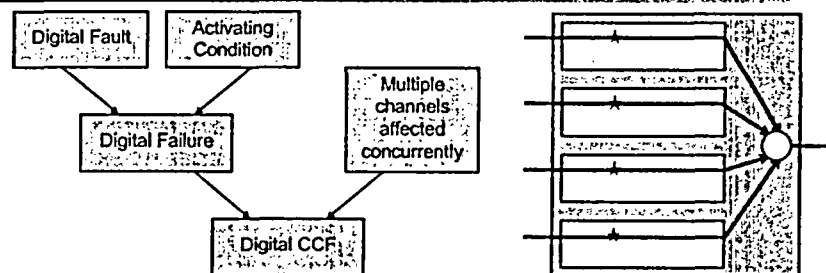 Digital Fault
Activating
Condition
Multiple
channels
affected
concurrently
Digital Failure
Digital CCF